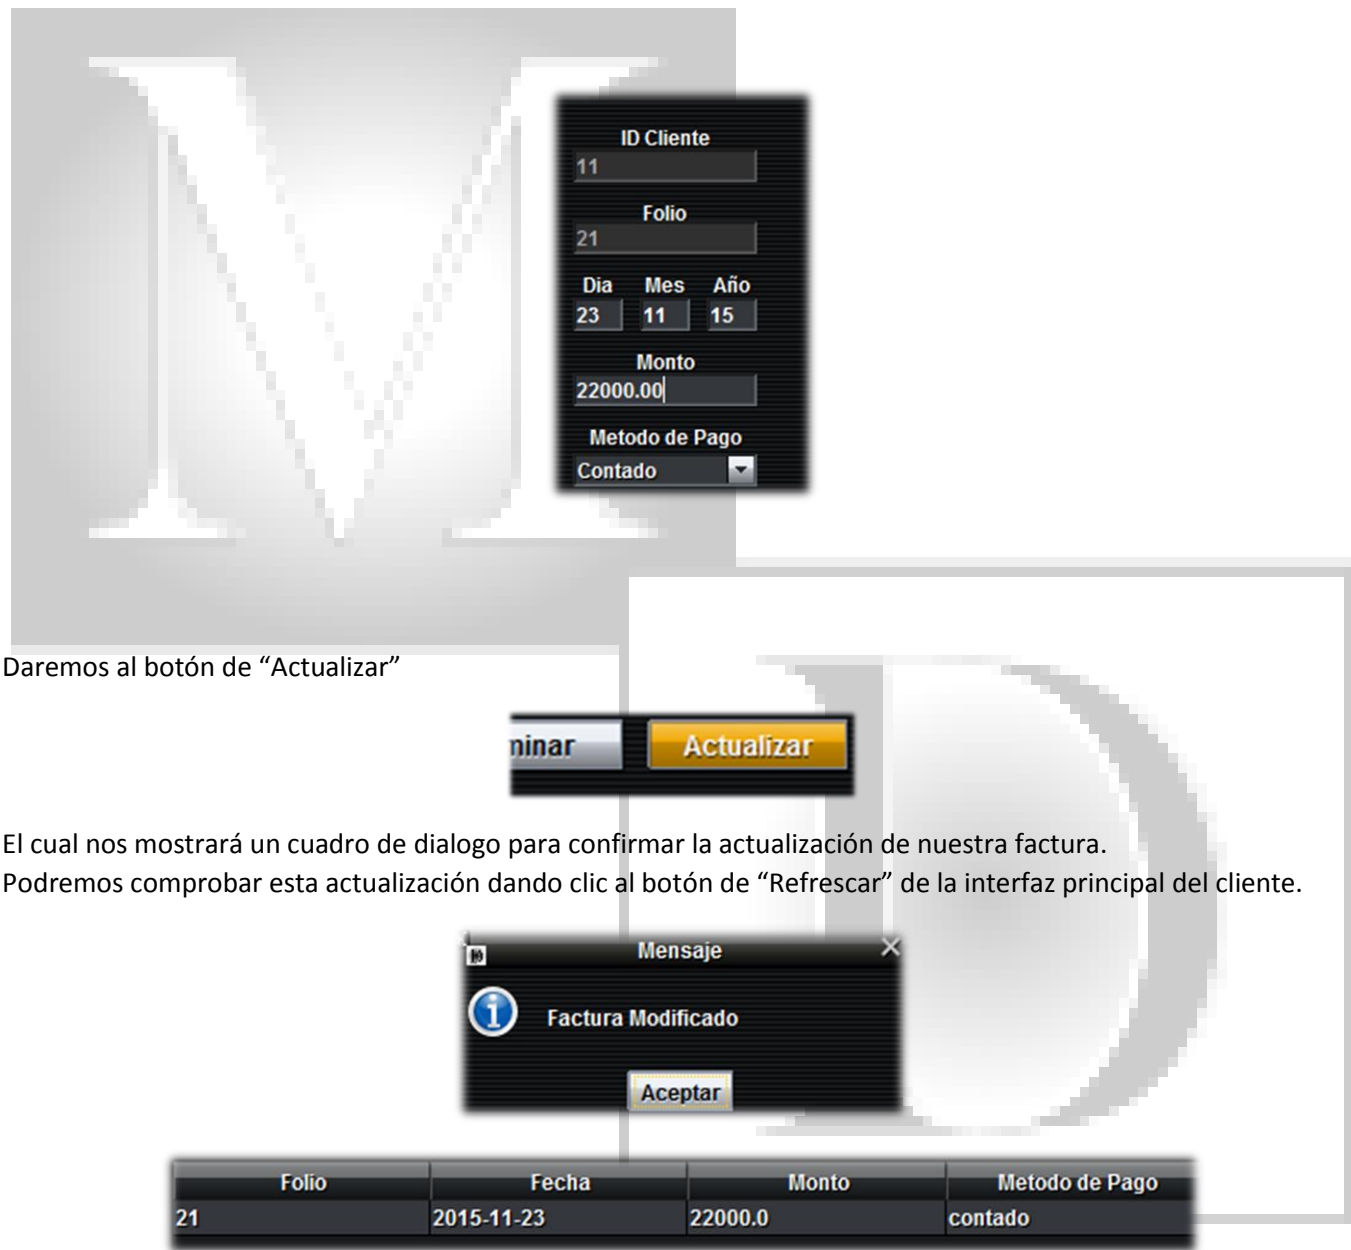 ID Cliente
11
Folio
21
Dia Mes Año
23 11 15
Monto
22000.00
Metodo de Pago
Contado
Daremos al botón de “Actualizar”
minar Actualizar
El cual nos mostrará un cuadro de dialogo para confirmar la actualización de nuestra factura.
Podremos comprobar esta actualización dando clic al botón de “Refrescar” de la interfaz principal del cliente.
Mensaje
Factura Modificado
Aceptar
Folio Fecha Monto Metodo de Pago
21 2015-11-23 22000.0 contado